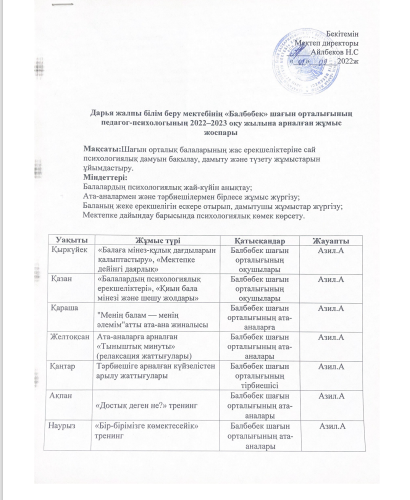 Бекітемін
Мектеп директоры
Айлбеков Н.С
2022ж
Дарья жалпы білім беру мектебінің «Балбөбек» шағын орталығының
педагог-психологының 2022–2023 оқу жылына арналған жұмыс
жоспары
Мақсаты:Шағын орталық балаларының жас ерекшеліктеріне сай
психологиялық дамуын бақылау, дамыту және түзету жұмыстарын
ұйымдастыру.
Міндеттері:
Балалардың психологиялық жай-күйін анықтау;
Ата-аналармен және тәрбиешілермен бірлесе жұмыс жүргізу;
Баланың жеке ерекшелігін ескере отырып, дамытушы жұмыстар жүргізу;
Мектепке дайындау барысында психологиялық көмек көрсету.
Уақыты Жұмыс түрі Қатысқандар Жауапты
Қыркүйек «Балаға мінез-құлық дағдыларын Балбөбек шағын Азил.А
қалыптастыру», «Мектепке орталығының
дейінгі даярлық» оқушылары
Қазан «Балалардың психологиялық Балбөбек шағын Азил.А
ерекшеліктері», «Қиын бала орталығының
мінезі және шешу жолдары» оқушылары
Қараша Балбөбек шағын Азил.А
"Менің балам — менің орталығының ата-
әлемім"атты ата-ана жиналысы аналарға
Желтоқсан Ата-аналарға арналған Балбөбек шағын Азил.А
«Тыныштық минуты» орталығының ата-
(релаксация жаттығулары) аналары
Қаңтар Тәрбиешіге арналған күйзелістен Балбөбек шағын Азил.А
арылу жаттығулары орталығының
тірбиесісі
Ақпан Балбөбек шағын Азил.А
«Достық деген не?» тренинг орталығының ата-
аналары
Наурыз «Бір-бірімізге көмектесейік» Балбөбек шағын Азил.А
тренинг орталығының ата-
аналары